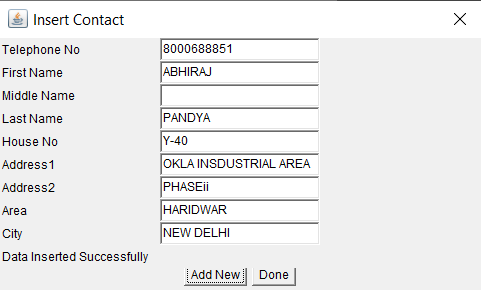 Insert Contact
Telephone No 8000688851
First Name ABHIRAJ
Middle Name
Last Name PANDYA
House No Y-40
Address1 OKLA INSDUSTRIAL AREA
Address2 PHASEii
Area HARIDWAR
City NEW DELHI
Data Inserted Successfully
Add New Done